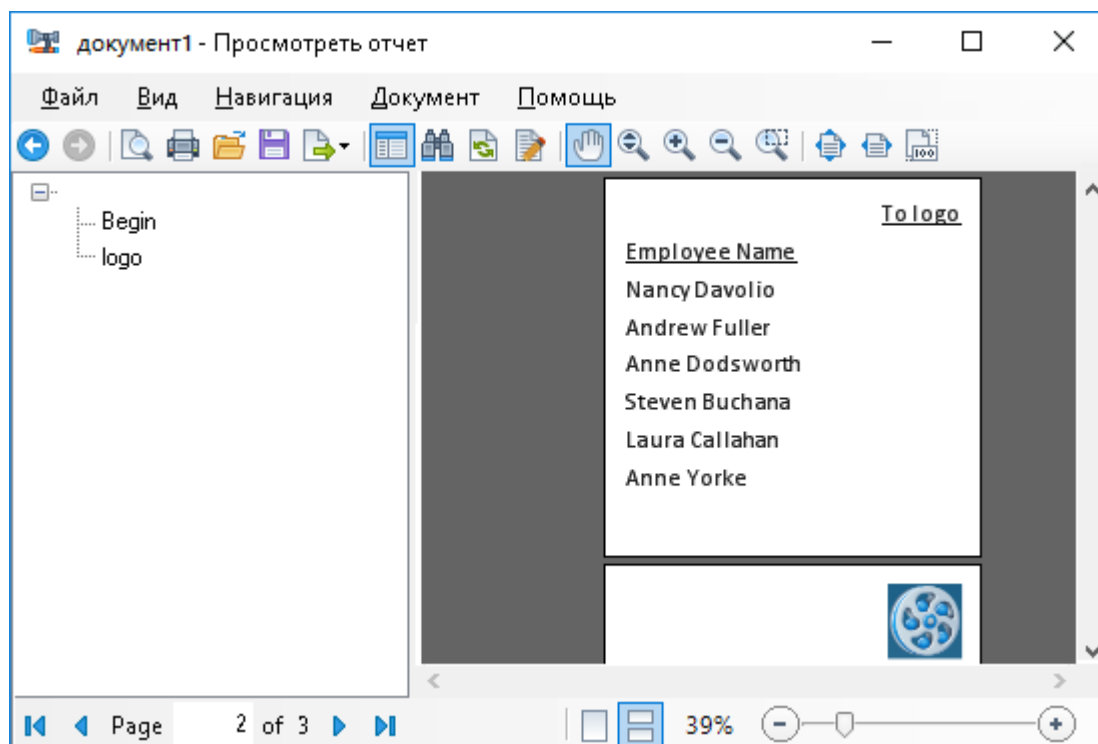 документ1 - Просмотреть отчет
Файл Вид Навигация Документ Помощь
100
Begin
logo
To logo
Employee Name
Nancy Davolio
Andrew Fuller
Anne Dodsworth
Steven Buchana
Laura Callahan
Anne Yorke
Page 2 of 3 39%